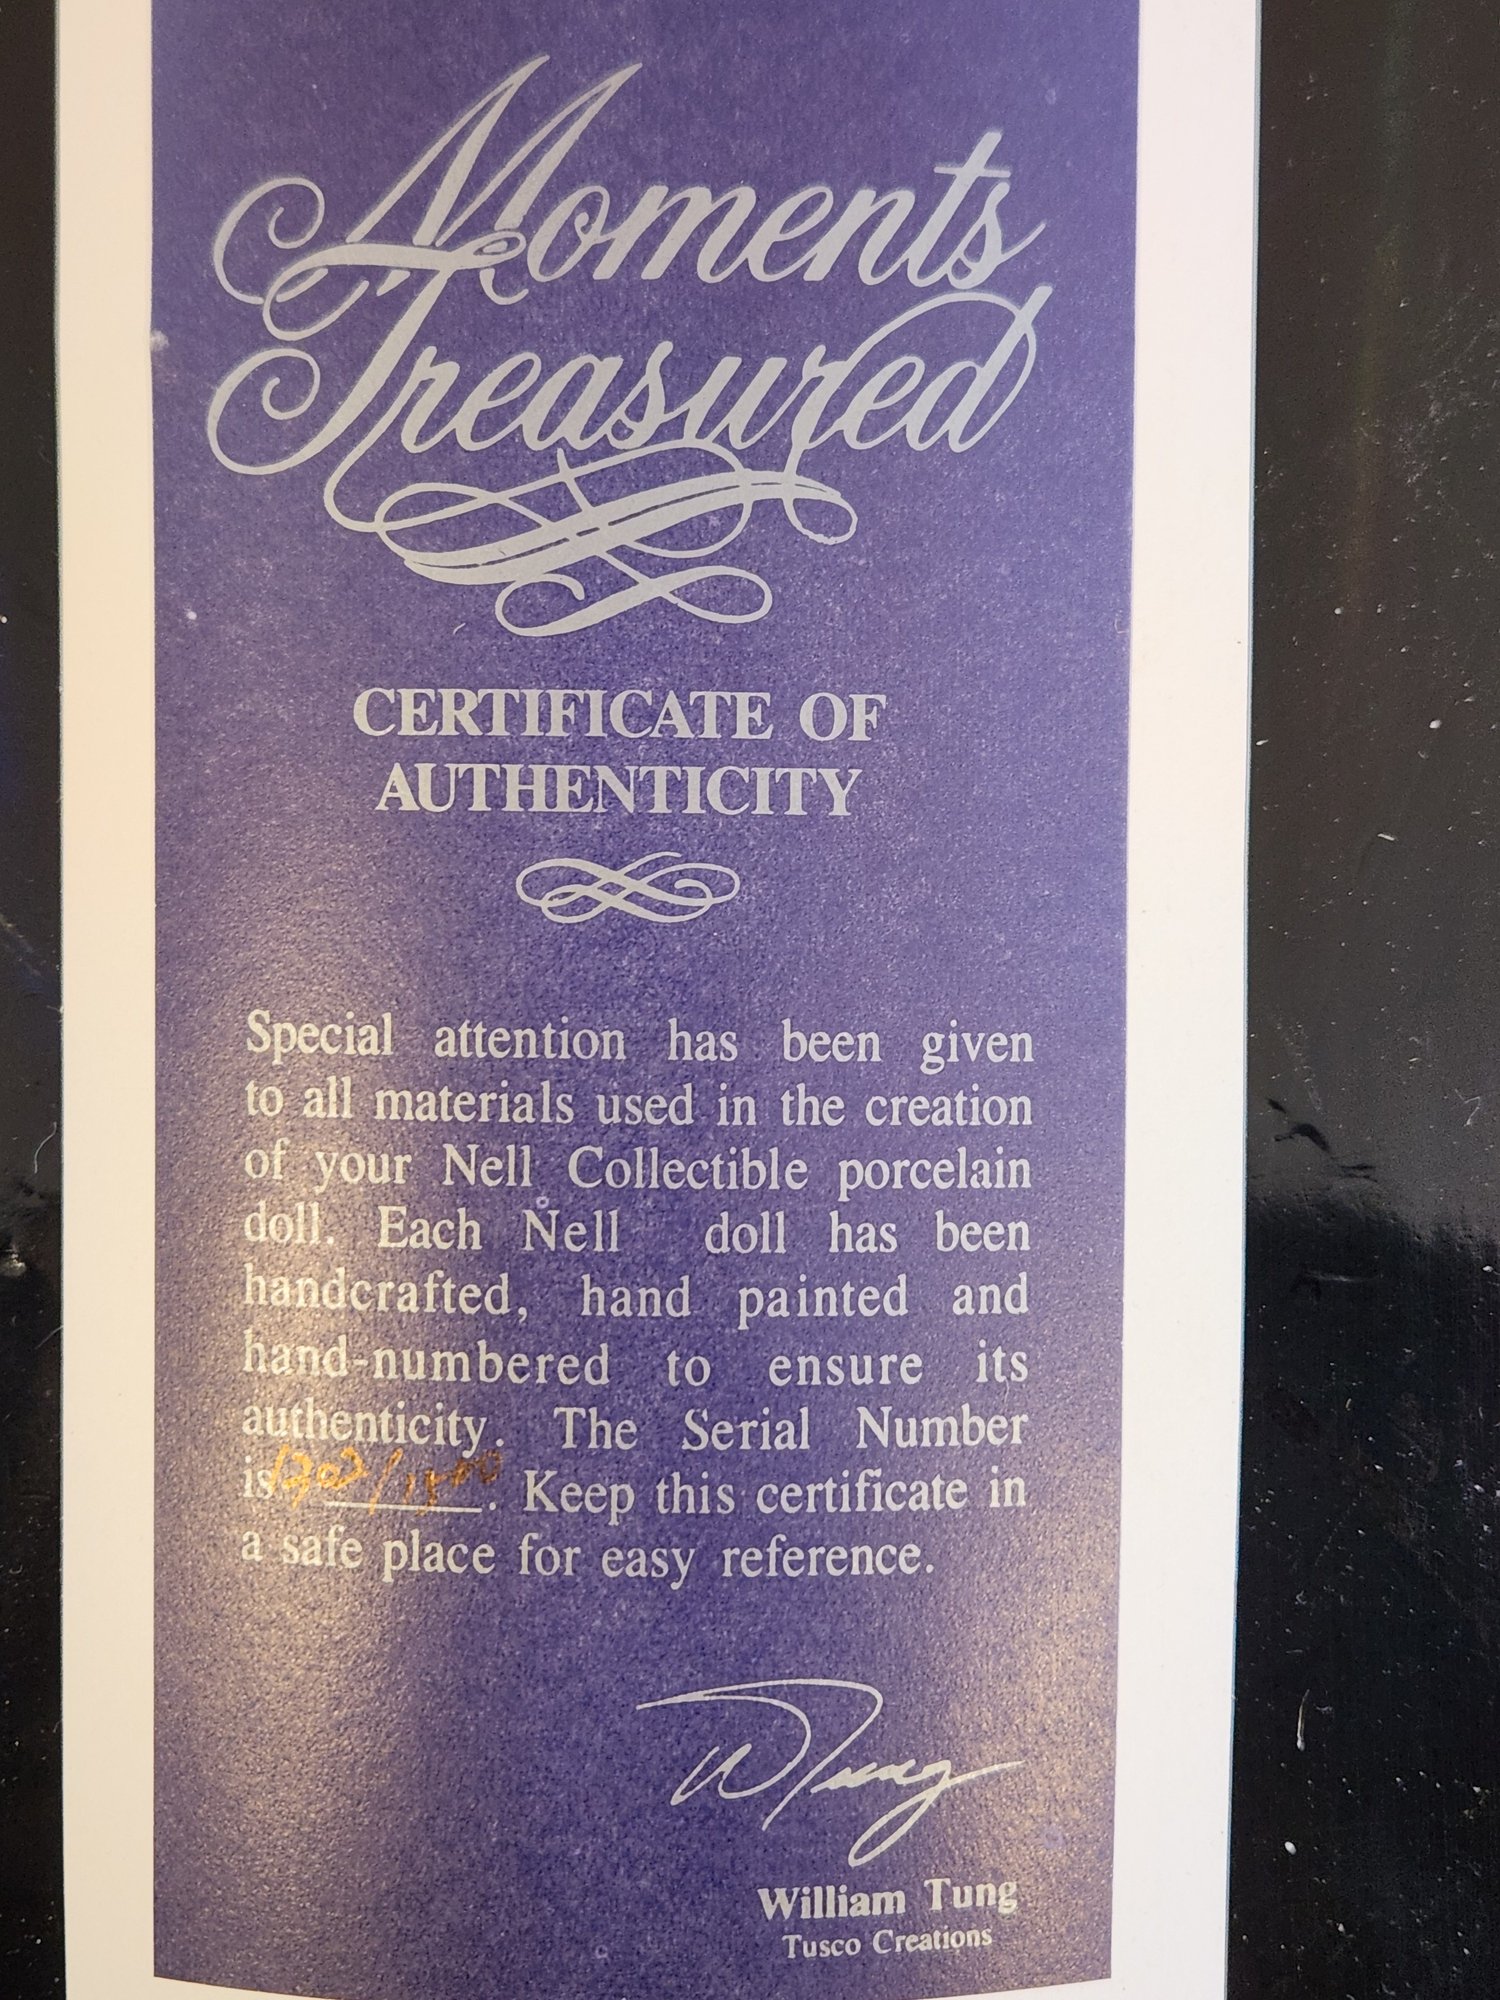 Moments
Treasured
CERTIFICATE OF
AUTHENTICITY
Special attention has been given
to all materials used in the creation
of your Nell Collectible porcelain
doll. Each Nell doll has been
handcrafted, hand painted and
hand-numbered to ensure its
authenticity. The Serial Number
is . Keep this certificate in
a safe place for easy reference.
W Tung
William Tung
Tusco Creations